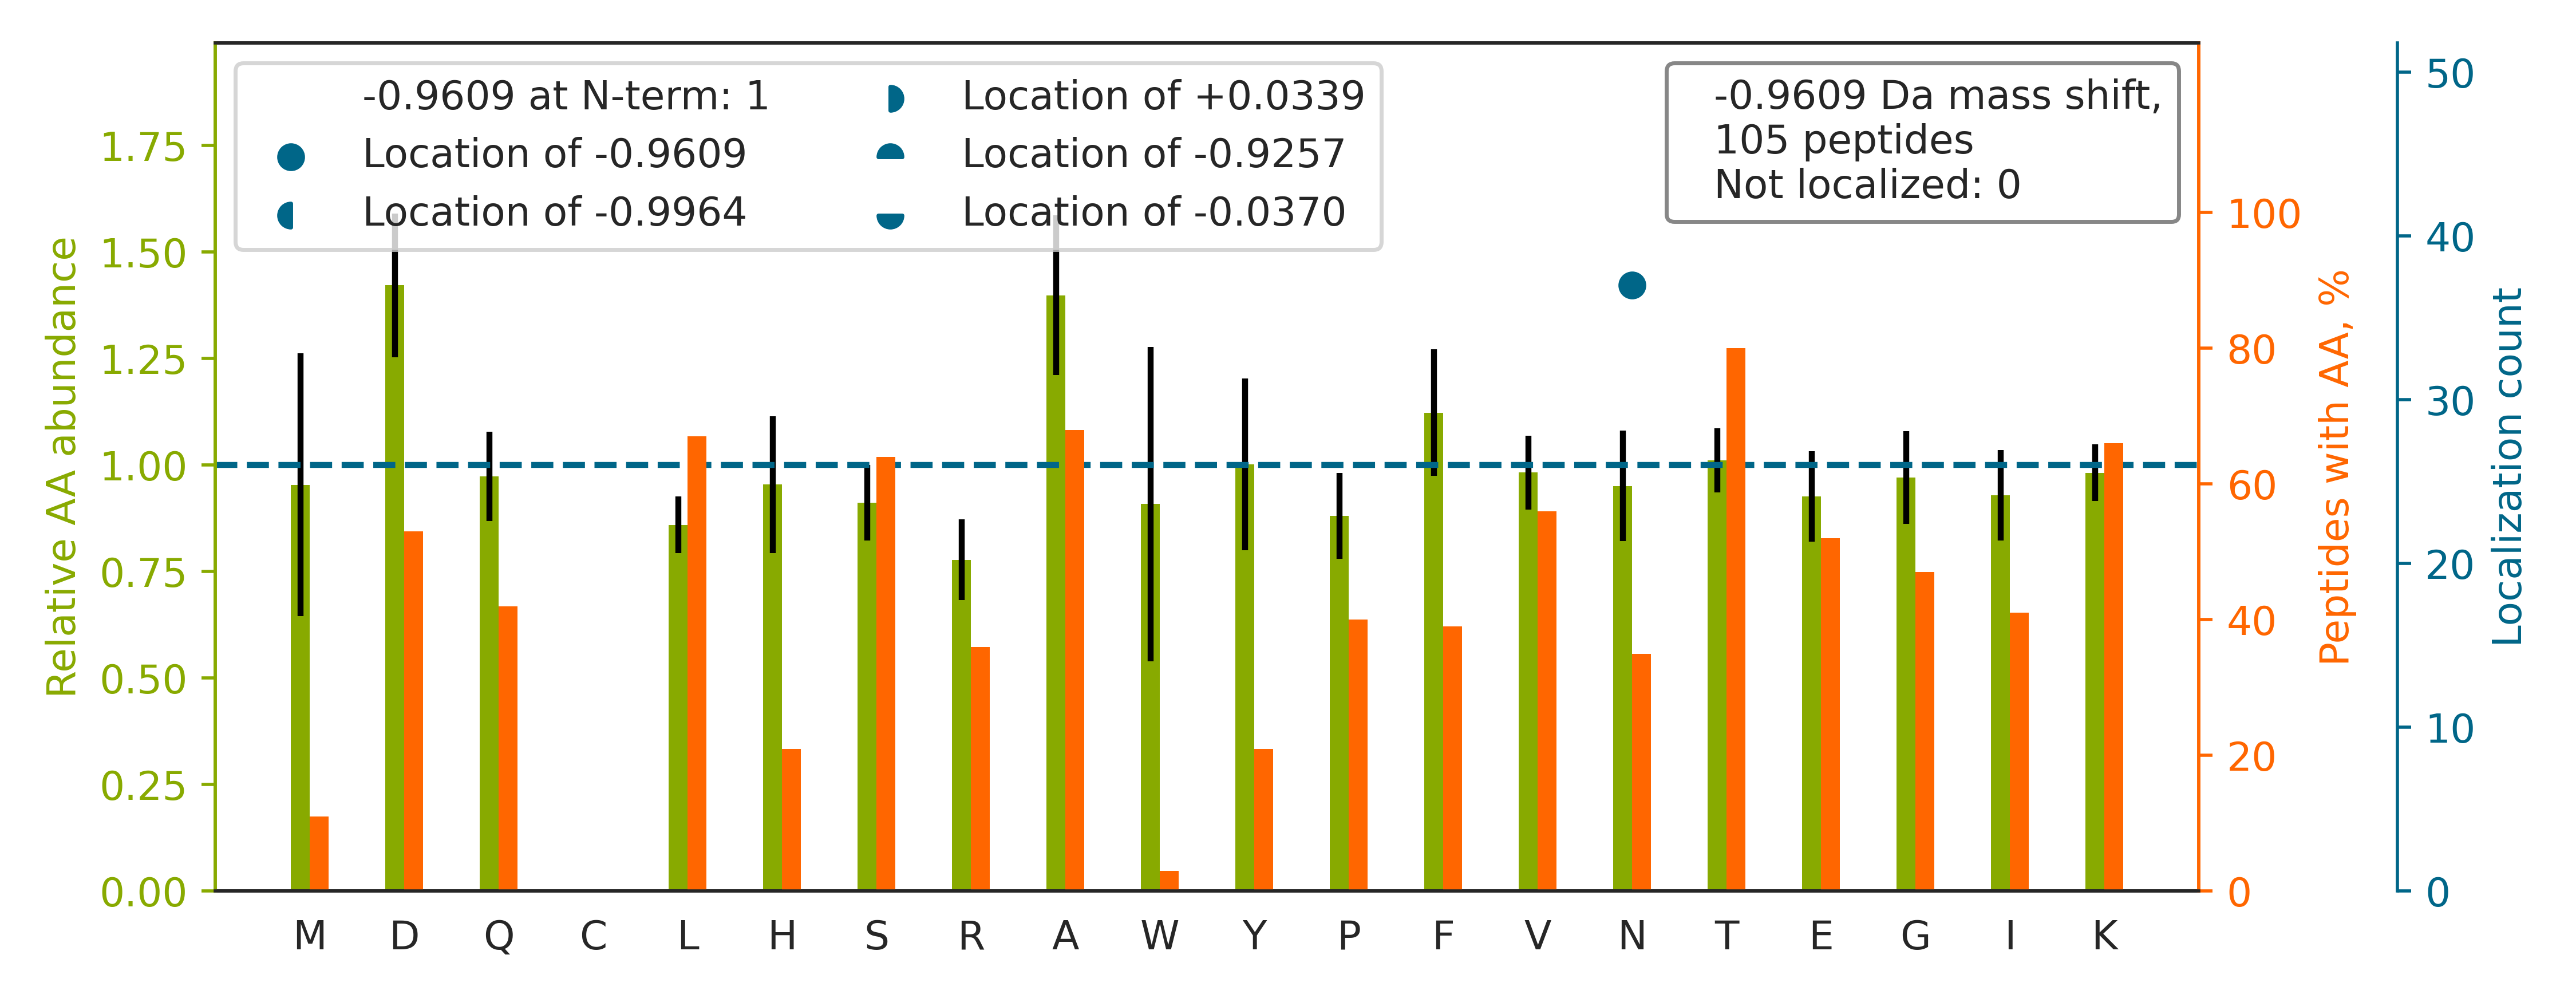 -0.9609 at N-term: 1
Location of -0.9609
Location of -0.9964
Location of +0.0339
Location of -0.9257
Location of -0.0370
-0.9609 Da mass shift,
105 peptides
Not localized: 0
Relative AA abundance
1.75
1.50
1.25
1.00
0.75
0.50
0.25
0.00
100
80
60
40
20
0
Peptides with AA, %
50
40
30
20
10
0
Localization count
M D Q C L H S R A W Y P F V N T E G I K